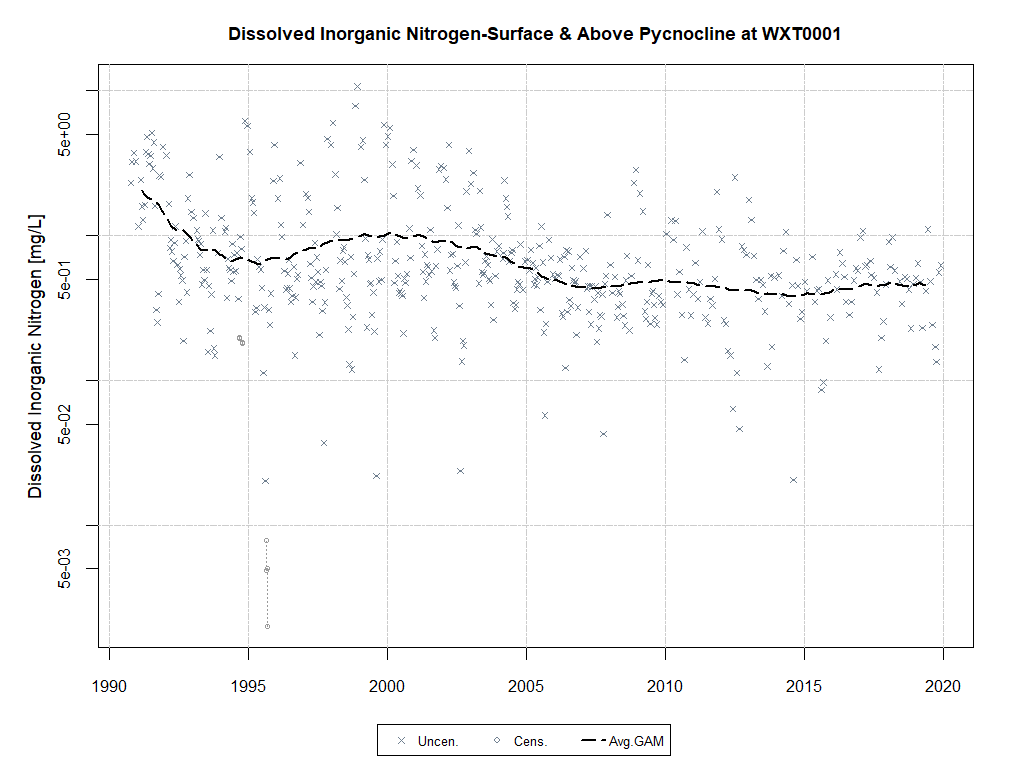 Dissolved Inorganic Nitrogen-Surface & Above Pycnocline at WXT0001
Dissolved Inorganic Nitrogen [mg/L]
5e+00
5e-01
5e-02
5e-03
1990 1995 2000 2005 2010 2015 2020
Uncen. Cens. Avg.GAM